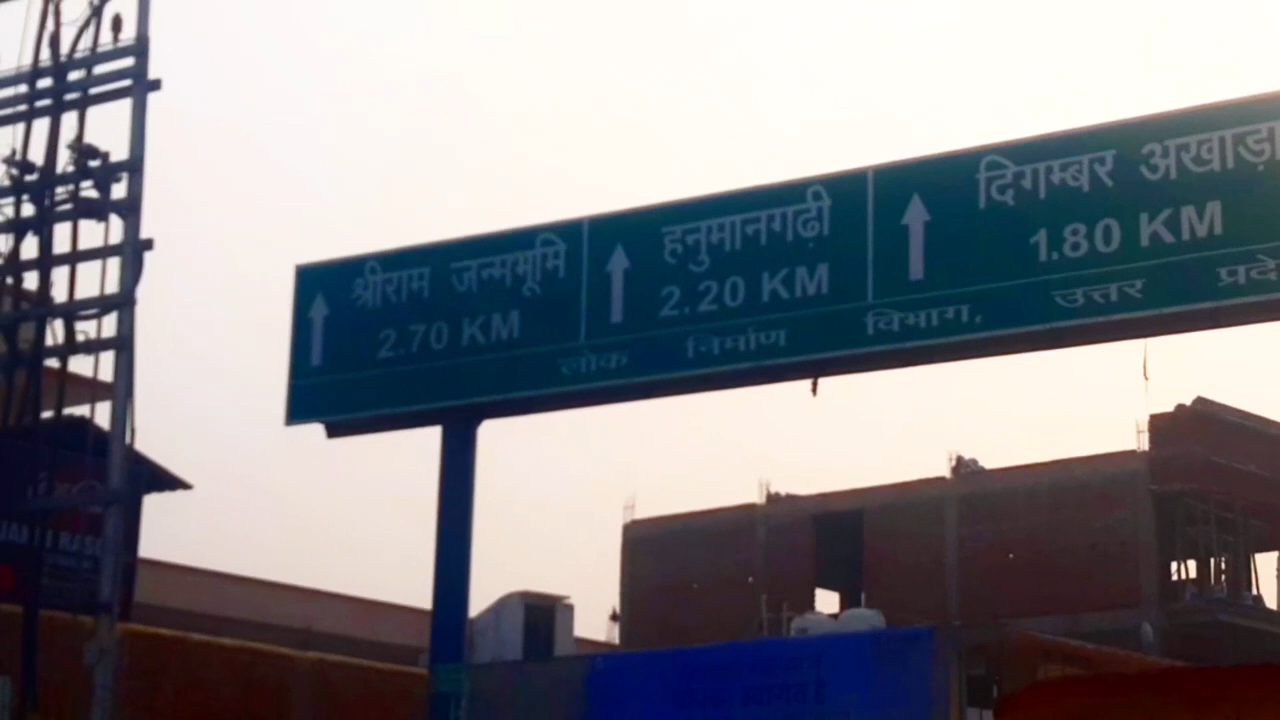 श्रीराम जन्मभूमि
2.70 KM
हनुमानगढ़ी
2.20 KM
दिगम्बर अखाड़ा
1.80 KM
लोक निर्माण विभाग, उत्तर प्रदे